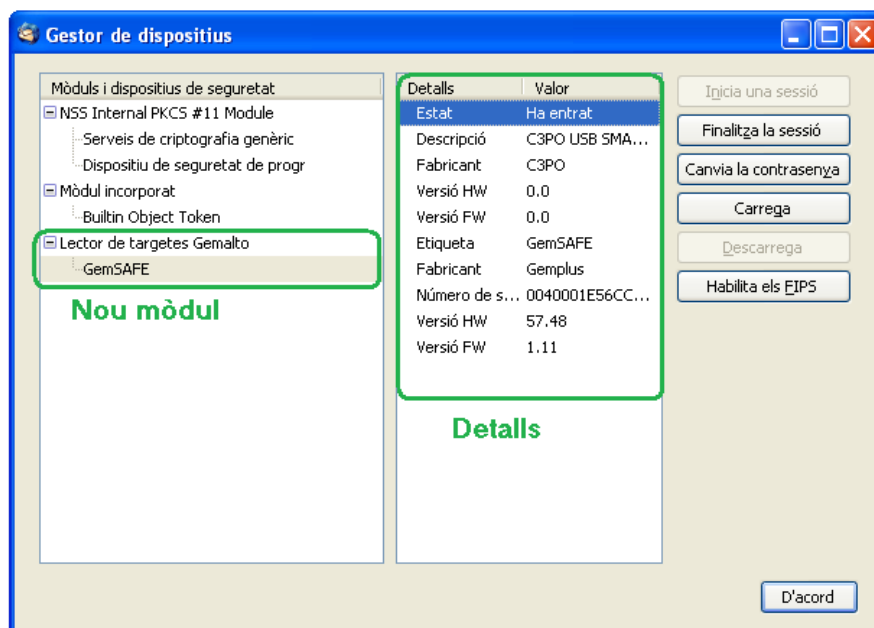 Gestor de dispositius
Mòduls i dispositius de seguretat
NSS Internal PKCS #11 Module
Serveis de criptografia genèric
Dispositiu de seguretat de progr
Mòdul incorporat
Builtin Object Token
Lector de targetes Gemalto
GemSAFE
Nou mòdul
Detalls Valor
Estat Ha entrat
Descripció C3PO USB SMA...
Fabricant C3PO
Versió HW 0.0
Versió FW 0.0
Etiqueta GemSAFE
Fabricant Gemplus
Número de s... 0040001E56CC...
Versió HW 57.48
Versió FW 1.11
Detalls
Inicia una sessió
Finalitza la sessió
Canvia la contrasenya
Carrega
Descarrega
Habilita els FIPS
D'acord